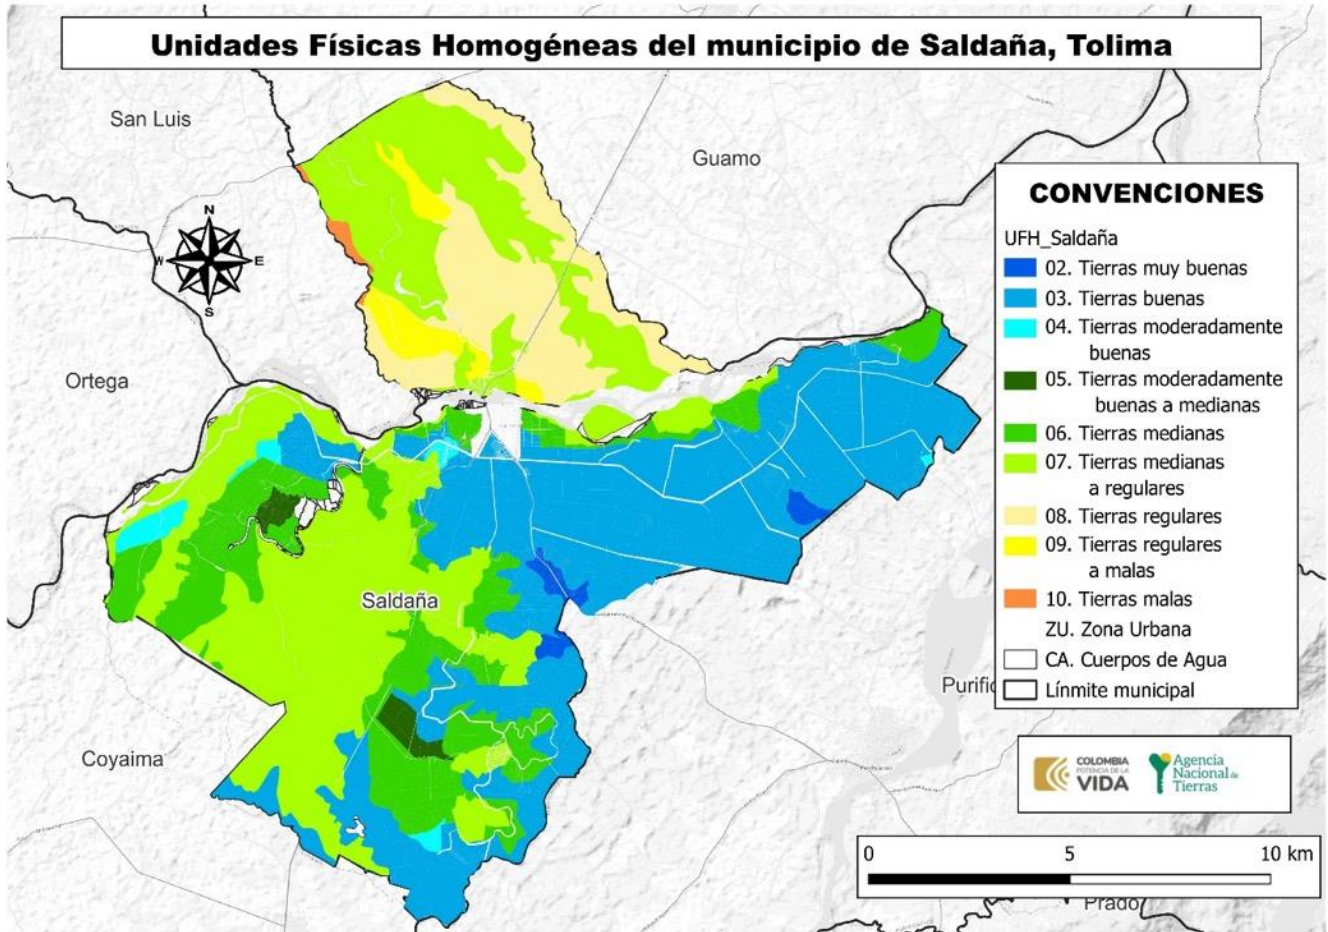 Unidades Físicas Homogéneas del municipio de Saldaña, Tolima
San Luis
Guamo
N
W
E
S
Ortega
Saldaña
Coyaima
Purific
Prado
CONVENCIONES
UFH_Saldaña
02. Tierras muy buenas
03. Tierras buenas
04. Tierras moderadamente
buenas
05. Tierras moderadamente
buenas a medianas
06. Tierras medianas
07. Tierras medianas
a regulares
08. Tierras regulares
09. Tierras regulares
a malas
10. Tierras malas
ZU. Zona Urbana
CA. Cuerpos de Agua
Línmite municipal
COLOMBIA
POTENCIA DE LA
VIDA
Agencia
Nacional de
Tierras
0 5 10 km